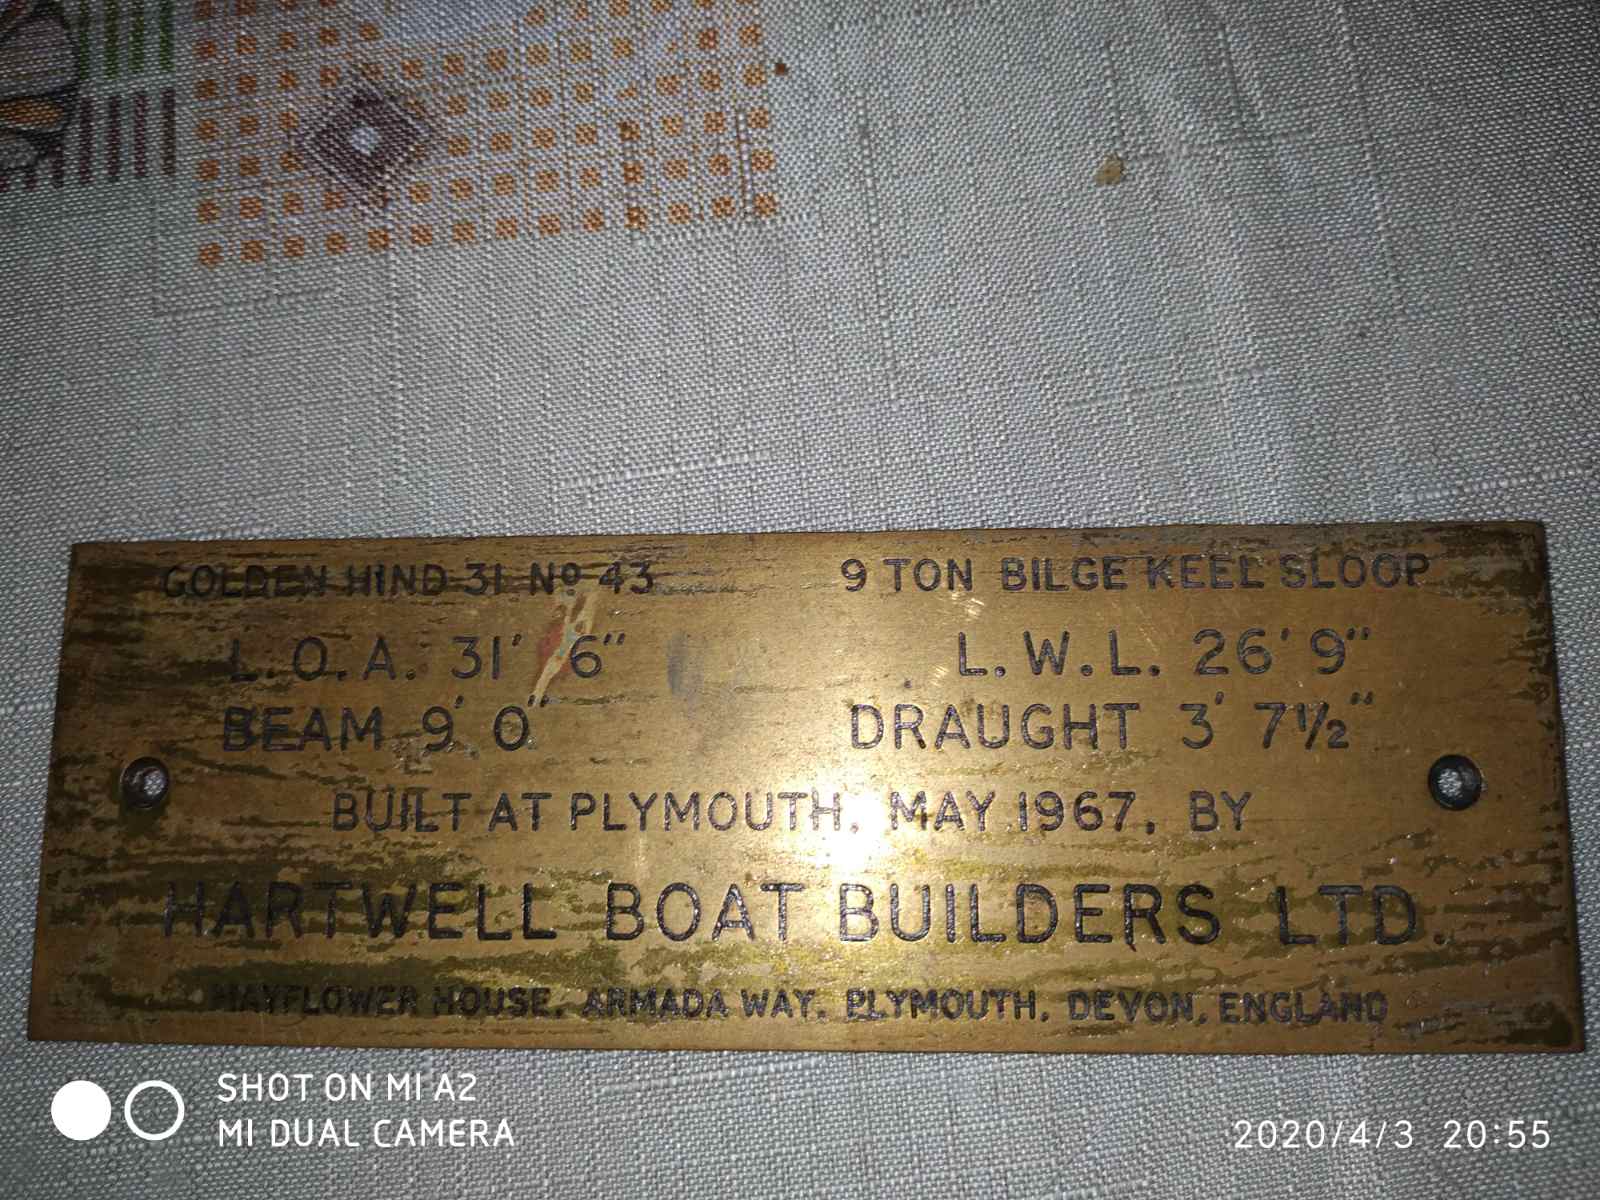 GOLDEN HIND 31 Nº 43 9 TON BILGE KEEL SLOOP
L.O.A. 31' 6" L.W.L. 26' 9"
BEAM 9' 0" DRAUGHT 3' 7½"
BUILT AT PLYMOUTH, MAY 1967, BY
HARTWELL BOAT BUILDERS LTD.
MAYFLOWER HOUSE, ARMADA WAY, PLYMOUTH, DEVON, ENGLAND
SHOT ON MI A2
MI DUAL CAMERA
2020/4/3 20:55